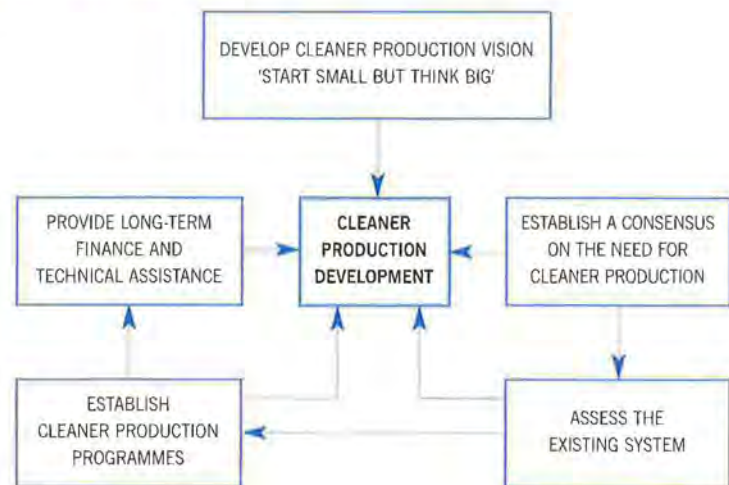 DEVELOP CLEANER PRODUCTION VISION
'START SMALL BUT THINK BIG'
PROVIDE LONG-TERM
FINANCE AND
TECHNICAL ASSISTANCE
CLEANER
PRODUCTION
DEVELOPMENT
ESTABLISH A CONSENSUS
ON THE NEED FOR
CLEANER PRODUCTION
ESTABLISH
CLEANER PRODUCTION
PROGRAMMES
ASSESS THE
EXISTING SYSTEM